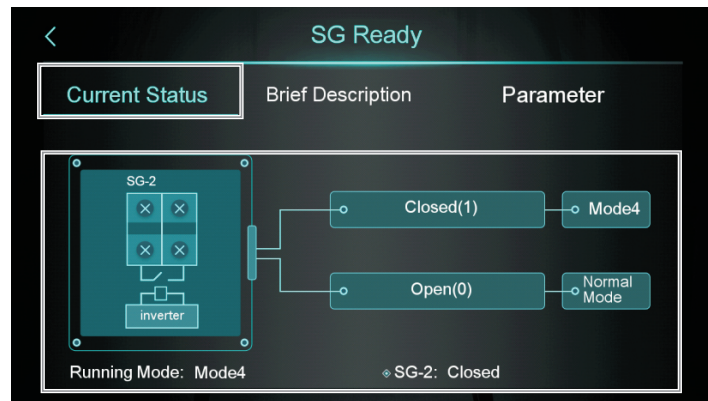 SG Ready
Current Status Brief Description Parameter
SG-2
Closed(1) Mode4
Open(0) Normal Mode
inverter
Running Mode: Mode4 SG-2: Closed